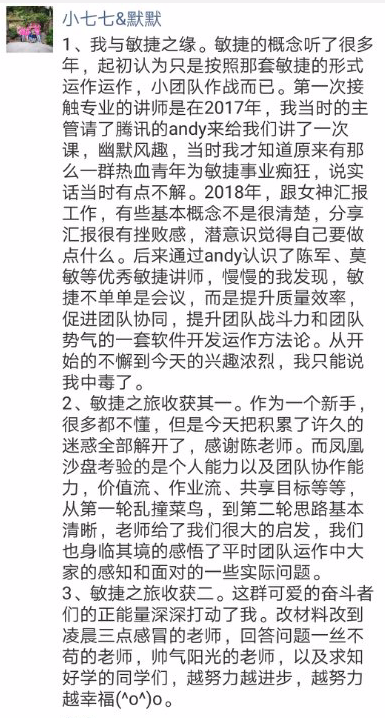 小七七&默默
1、我与敏捷之缘。敏捷的概念听了很多
年，起初认为只是按照那套敏捷的形式
运作运作，小团队作战而已。第一次接
触专业的讲师是在2017年，我当时的主
管请了腾讯的andy来给我们讲了一次
课，幽默风趣，当时我才知道原来有那
么一群热血青年为敏捷事业痴狂，说实
话当时有点不解。2018年，跟女神汇报
工作，有些基本概念不是很清楚，分享
汇报很有挫败感，潜意识觉得自己要做
点什么。后来通过andy认识了陈军、莫
敏等优秀敏捷讲师，慢慢的我发现，敏
捷不单单是会议，而是提升质量效率，
促进团队协同，提升团队战斗力和团队
势气的一套软件开发运作方法论。从开
始的不懈到今天的兴趣浓烈，我只能说
我中毒了。
2、敏捷之旅收获其一。作为一个新手，
很多都不懂，但是今天把积累了许久的
迷惑全部解开了，感谢陈老师。而凤凰
沙盘考验的是个人能力以及团队协作能
力，价值流、作业流、共享目标等等，
从第一轮乱撞菜鸟，到第二轮思路基本
清晰，老师给了我们很大的启发，我们
也身临其境的感悟了平时团队运作中大
家的感知和面对的一些实际问题。
3、敏捷之旅收获二。这群可爱的奋斗者
们的正能量深深打动了我。改材料改到
凌晨三点感冒的老师，回答问题一丝不
苟的老师，帅气阳光的老师，以及求知
好学的同学们，越努力越进步，越努力
越幸福(^o^)o。